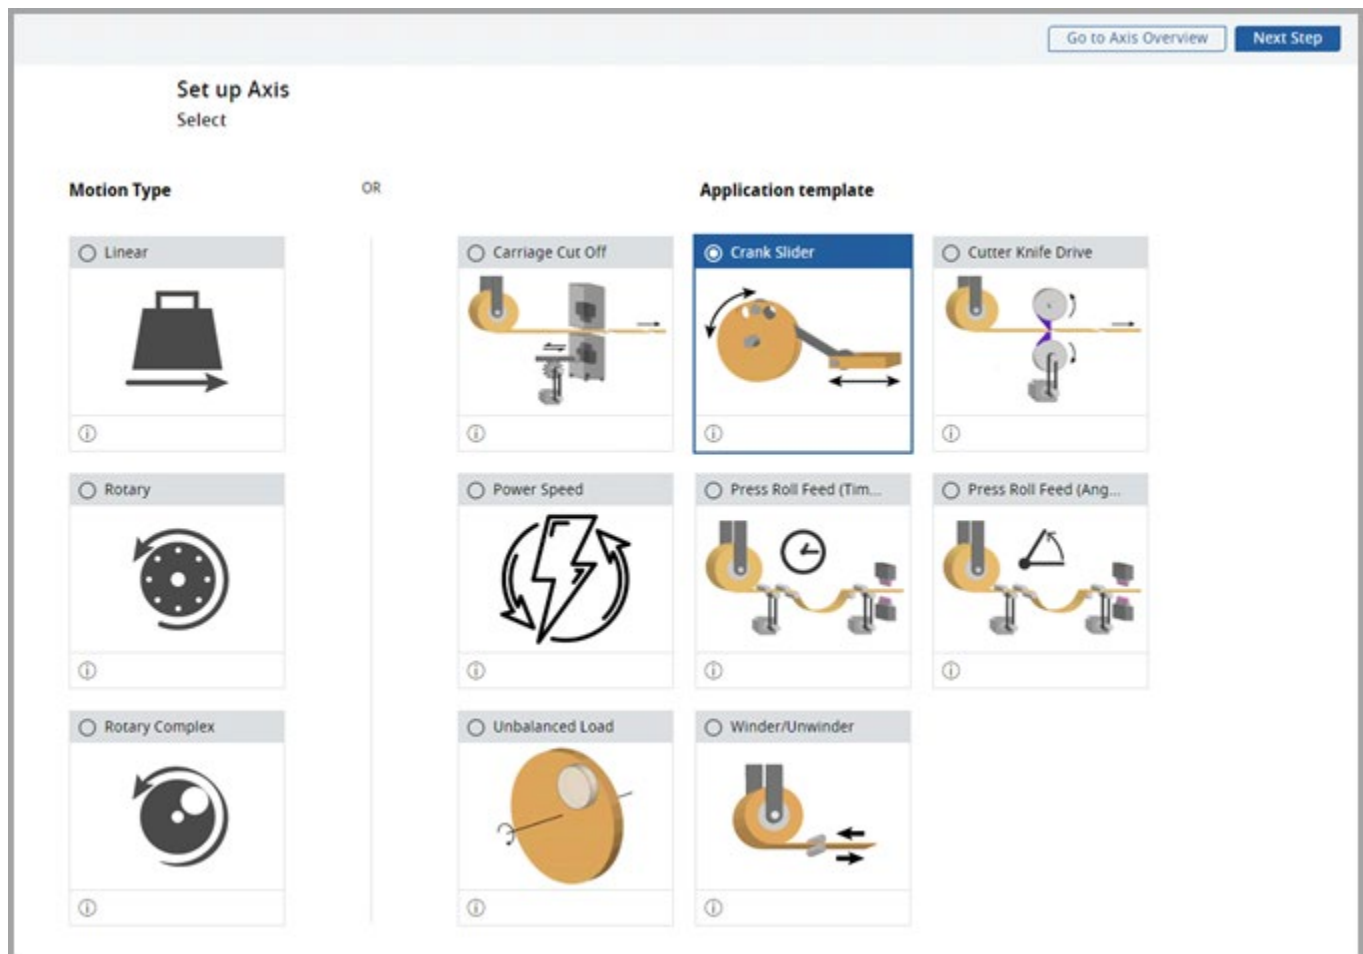 Go to Axis Overview
Next Step
Set up Axis
Select
Motion Type
OR
Application template
Linear
Carriage Cut Off
Crank Slider
Cutter Knife Drive
Rotary
Power Speed
Press Roll Feed (Tim...
Press Roll Feed (Ang...
Rotary Complex
Unbalanced Load
Winder/Unwinder